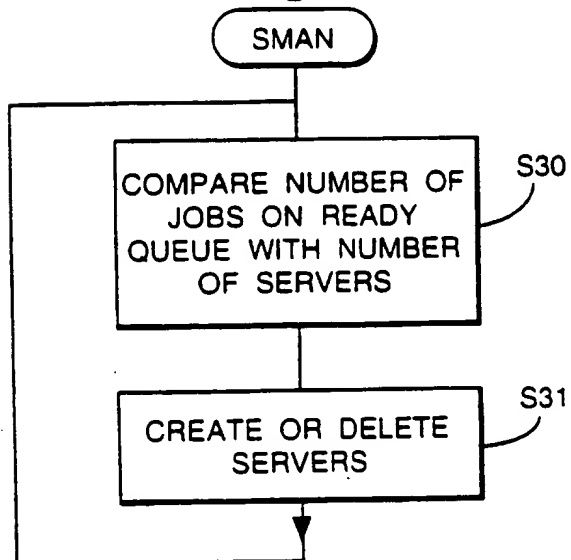 SMAN
COMPARE NUMBER OF
JOBS ON READY
QUEUE WITH NUMBER
OF SERVERS
S30
CREATE OR DELETE
SERVERS
S31